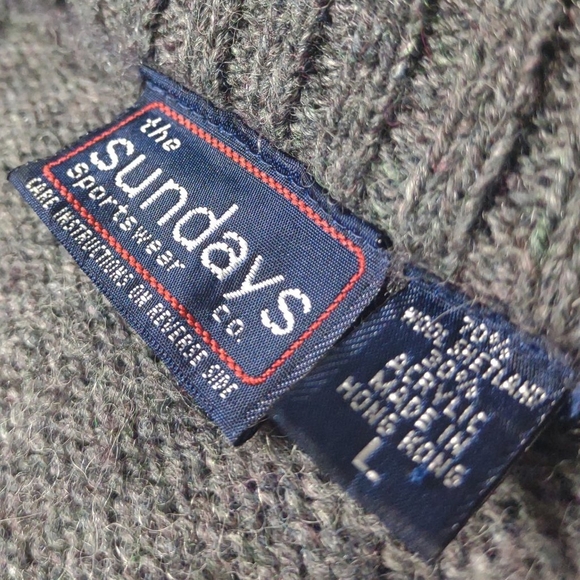 the
sundays
Sportswear co.
CARE INSTRUCTIONS ON REVERSE SIDE
70%
WOOL SHETLAND
30%
ACRYLIC
MADE IN
HONG KONG
L